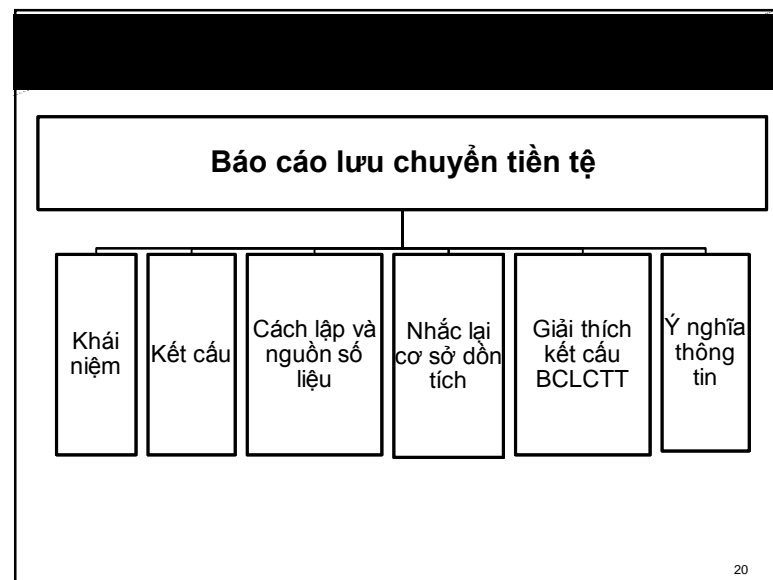 Báo cáo lưu chuyển tiền tệ
Khái
niệm
Kết cấu
Cách lập và
nguồn số
liệu
Nhắc lại
cơ sở dồn
tích
Giải thích
kết cấu
BCLCTT
Ý nghĩa
thông
tin
20